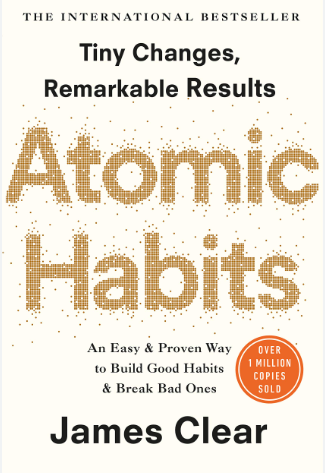 THE INTERNATIONAL BESTSELLER
Tiny Changes,
Remarkable Results
Atomic
Habits
An Easy & Proven Way
to Build Good Habits
& Break Bad Ones
OVER
1 MILLION
COPIES
SOLD
James Clear